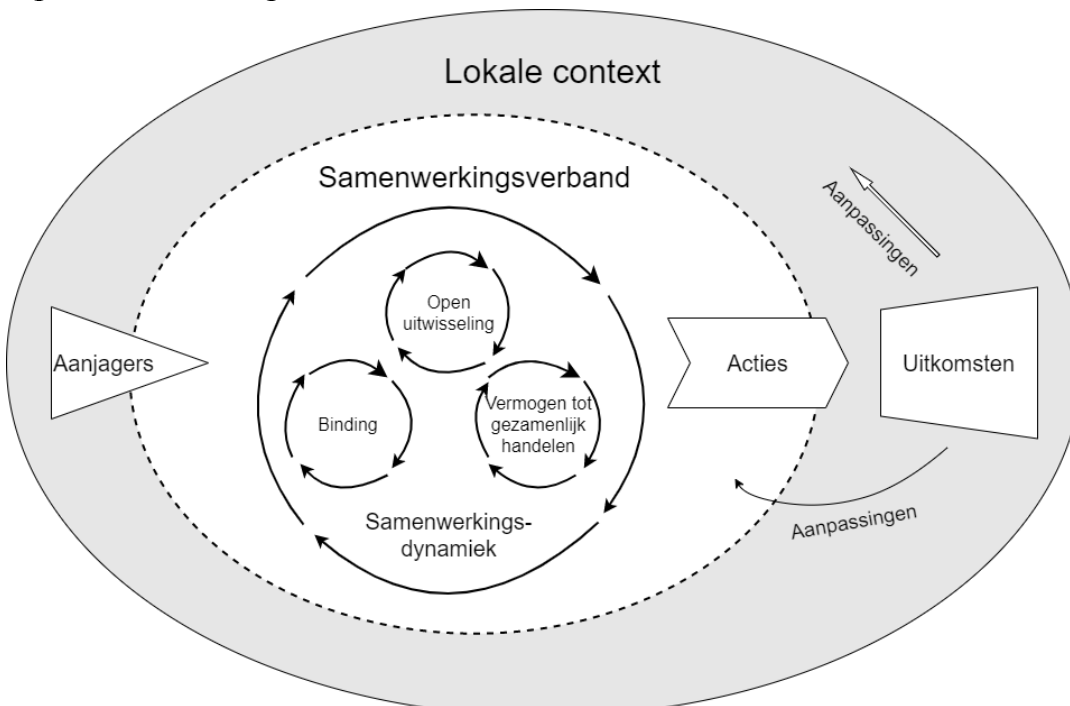 Lokale context
Samenwerkingsverband
Aanpassingen
Open
uitwisseling
Aanjagers
Acties
Uitkomsten
Binding
Vermogen tot
gezamenlijk
handelen
Samenwerkings-
dynamiek
Aanpassingen